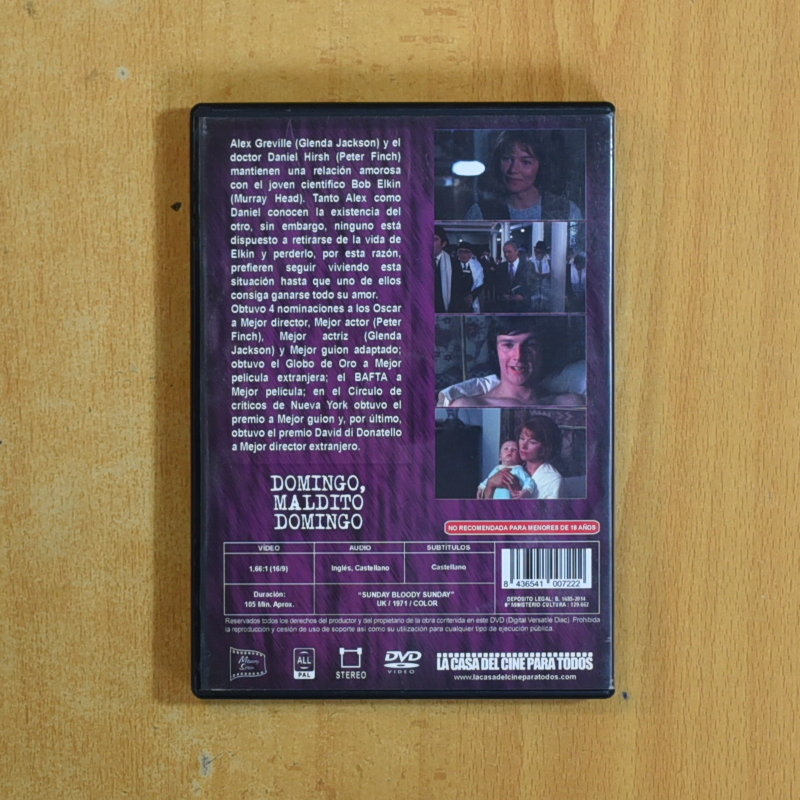 Alex Greville (Glenda Jackson) y el
doctor Daniel Hirsh (Peter Finch)
mantienen una relación amorosa
con el joven científico Bob Elkin
(Murray Head). Tanto Alex como
Daniel conocen la existencia del
otro, sin embargo, ninguno está
dispuesto a retirarse de la vida de
Elkin y perderlo, por esta razón,
prefieren seguir viviendo esta
situación hasta que uno de ellos
consiga ganarse todo su amor.
Obtuvo 4 nominaciones a los Oscar
a Mejor director, Mejor actor (Peter
Finch), Mejor actriz (Glenda
Jackson) y Mejor guion adaptado;
obtuvo el Globo de Oro a Mejor
película extranjera; el BAFTA a
Mejor película; en el Círculo de
críticos de Nueva York obtuvo el
premio a Mejor guion y, por último,
obtuvo el premio David di Donatello
a Mejor director extranjero.
DOMINGO,
MALDITO
DOMINGO
NO RECOMENDADA PARA MENORES DE 18 AÑOS
VÍDEO AUDIO SUBTÍTULOS
1.66:1 (16/9) Inglés, Castellano Castellano
Duración:
105 Min. Aprox.
"SUNDAY BLOODY SUNDAY"
UK / 1971 / COLOR
8 436541 007222
DEPÓSITO LEGAL: B. 1685-2014
Nº MINISTERIO CULTURA : 129.662
Reservados todos los derechos del productor y del propietario de la obra contenida en este DVD (Digital Versatile Disc). Prohibida
la reproducción y cesión de uso de soporte así como su utilización para cualquier tipo de ejecución pública.
ALL
PAL
STEREO
DVD
VIDEO
LA CASA DEL CINE PARA TODOS
www.lacasadelcineparatodos.com